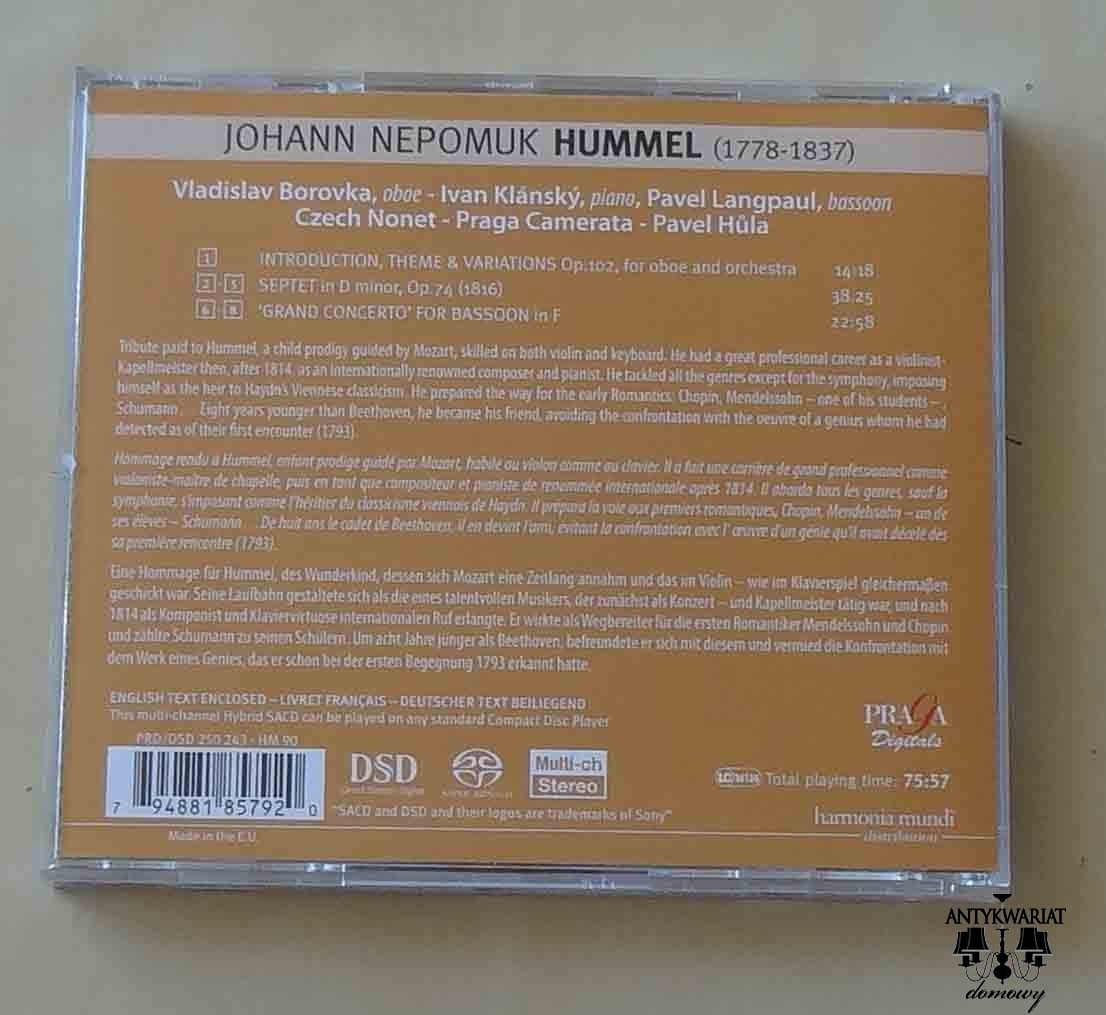 JOHANN NEPOMUK HUMMEL (1778-1837)
Vladislav Borovka, oboe - Ivan Klánský, piano, Pavel Langpaul, bassoon
Czech Nonet - Praga Camerata - Pavel Hůla
1 INTRODUCTION, THEME & VARIATIONS Op.102, for oboe and orchestra 14:18
2 - 5 SEPTET in D minor, Op.74 (1816) 38:25
6 - 8 'GRAND CONCERTO' FOR BASSOON in F 22:58
Tribute paid to Hummel, a child prodigy guided by Mozart, skilled on both violin and keyboard. He had a great professional career as a violinist-
Kapellmeister then, after 1814, as an internationally renowned composer and pianist. He tackled all the genres except for the symphony, imposing
himself as the heir to Haydn's Viennese classicism. He prepared the way for the early Romantics, Chopin, Mendelssohn – one of his students – ,
Schumann... Eight years younger than Beethoven, he became his friend, avoiding the confrontation with the oeuvre of a genius whom he had
detected as of their first encounter (1793).
Hommage rendu à Hummel, enfant prodige guidé par Mozart, habile au violon comme au clavier. Il a fait une carrière de grand professionnel comme
violoniste-maître de chapelle, puis en tant que compositeur et pianiste de renommée internationale après 1814. Il aborda tous les genres, sauf la
symphonie, s'imposant comme l'héritier du classicisme viennois de Haydn. Il prépara la voie aux premiers romantiques, Chopin, Mendelssohn – un de
ses élèves – Schumann... De huit ans le cadet de Beethoven, il en devint l'ami, évitant la confrontation avec l'œuvre d'un génie qu'il avait décelé dès
sa première rencontre (1793).
Eine Hommage für Hummel, des Wunderkind, dessen sich Mozart eine Zeitlang annahm und das im Violin – wie im Klavierspiel gleichermaßen
geschickt war. Seine Laufbahn gestaltete sich als die eines talentvollen Musikers, der zunächst als Konzert – und Kapellmeister tätig war, und nach
1814 als Komponist und Klaviervirtuose internationalen Ruf erlangte. Er wirkte als Wegbereiter für die ersten Romantiker Mendelssohn und Chopin
und zählte Schumann zu seinen Schülern. Um acht Jahre jünger als Beethoven, befreundete er sich mit diesem und vermied die Konfrontation mit
dem Werk eines Genies, das er schon bei der ersten Begegnung 1793 erkannt hatte.
ENGLISH TEXT ENCLOSED – LIVRET FRANÇAIS – DEUTSCHER TEXT BEILIEGEND
This multi-channel Hybrid SACD can be played on any standard Compact Disc Player
PRAGA
Digitals
PRD/DSD 250 243 - HM 90
7 94881 85792 0
DSD
Direct Stream Digital
SUPER AUDIO CD
Multi-ch
Stereo
Total playing time: 75:57
"SACD and DSD and their logos are trademarks of Sony"
harmonia mundi
distribution
Made in the E.U.
ANTYKWARIAT
domowy